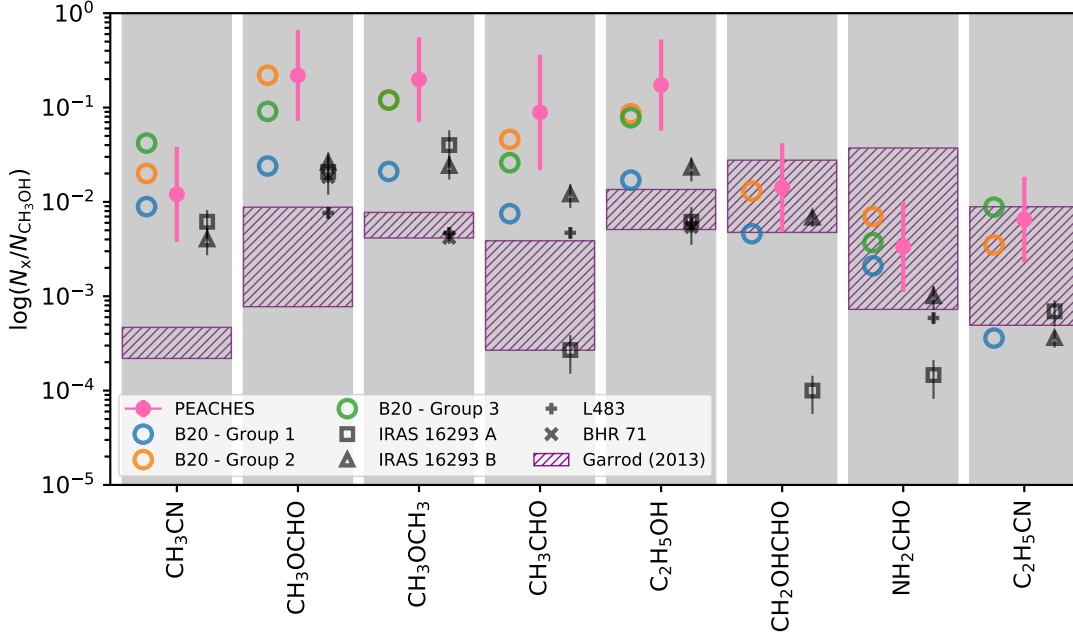 log(N_X/N_CH₃OH)
10⁰
10⁻¹
10⁻²
10⁻³
10⁻⁴
10⁻⁵
PEACHES
B20 - Group 1
B20 - Group 2
B20 - Group 3
IRAS 16293 A
IRAS 16293 B
L483
BHR 71
Garrod (2013)
CH₃CN
CH₃OCHO
CH₃OCH₃
CH₃CHO
C₂H₅OH
CH₂OHCHO
NH₂CHO
C₂H₅CN